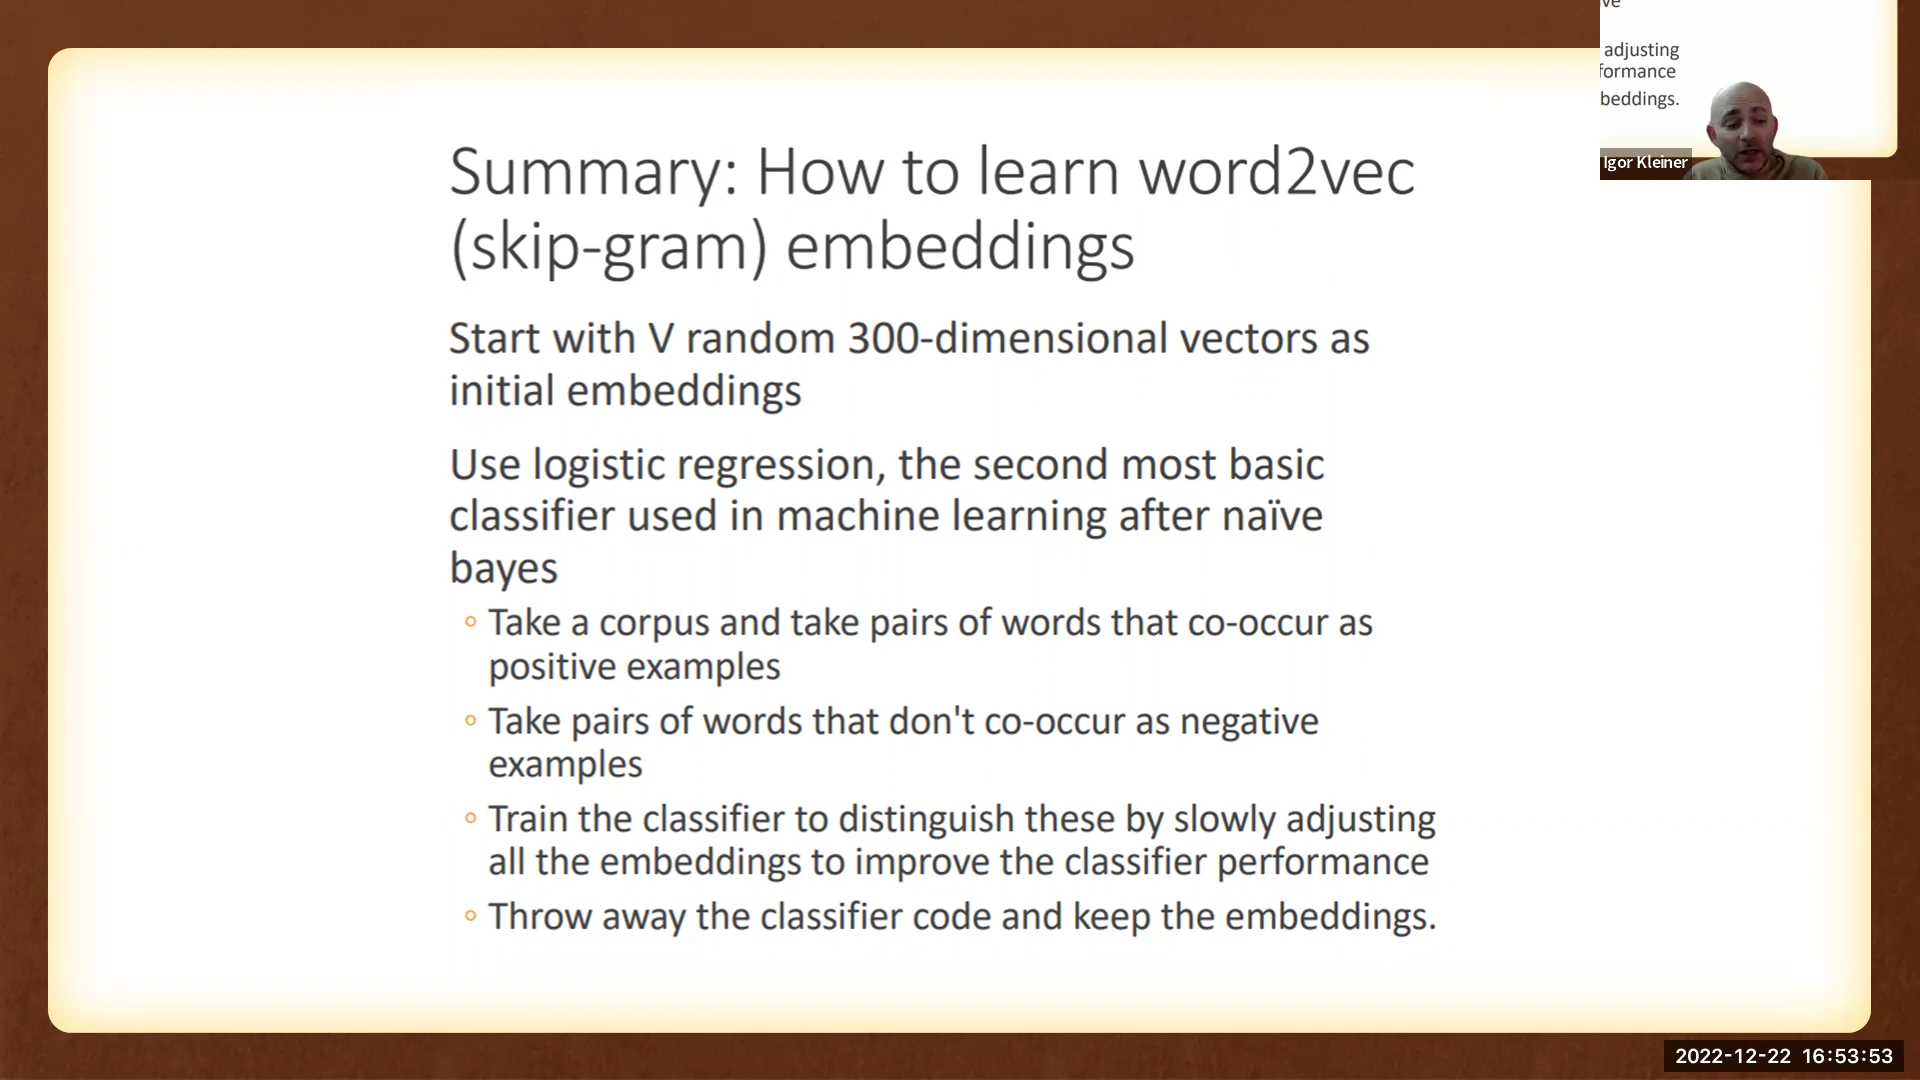 ve
adjusting
formance
beddings.
Igor Kleiner
Summary: How to learn word2vec
(skip-gram) embeddings
Start with V random 300-dimensional vectors as
initial embeddings
Use logistic regression, the second most basic
classifier used in machine learning after naïve
bayes
◦ Take a corpus and take pairs of words that co-occur as
positive examples
◦ Take pairs of words that don't co-occur as negative
examples
◦ Train the classifier to distinguish these by slowly adjusting
all the embeddings to improve the classifier performance
◦ Throw away the classifier code and keep the embeddings.
2022-12-22 16:53:53